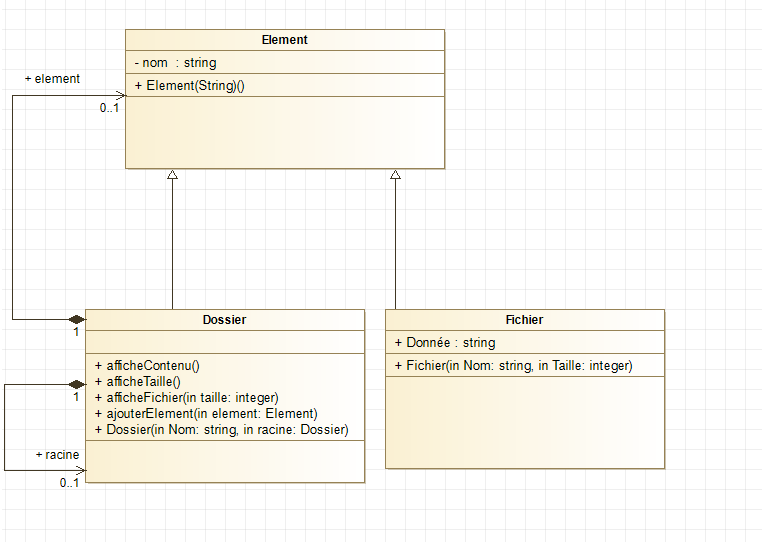 Element
- nom : string
+ Element(String)()
+ element
0..1
1
Dossier
+ afficheContenu()
+ afficheTaille()
+ afficheFichier(in taille: integer)
+ ajouterElement(in element: Element)
+ Dossier(in Nom: string, in racine: Dossier)
1
+ racine
0..1
Fichier
+ Donnée : string
+ Fichier(in Nom: string, in Taille: integer)